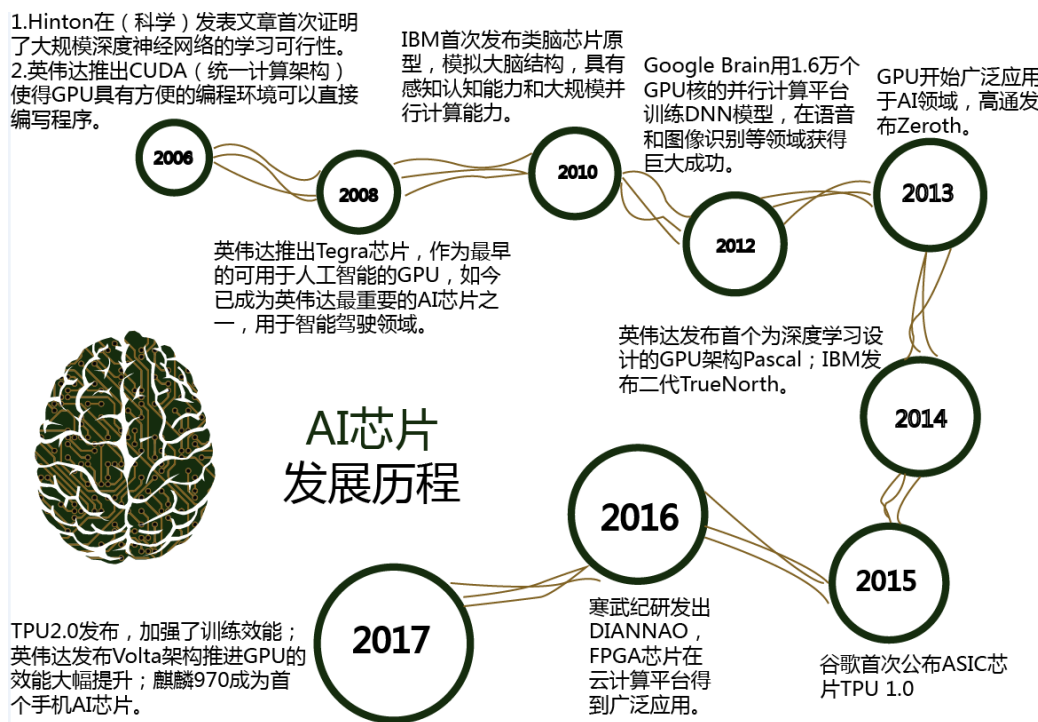 1.Hinton在（科学）发表文章首次证明
了大规模深度神经网络的学习可行性。
2.英伟达推出CUDA（统一计算架构）
使得GPU具有方便的编程环境可以直接
编写程序。
2006
英伟达推出Tegra芯片，作为最早
的可用于人工智能的GPU，如今
已成为英伟达最重要的AI芯片之
一，用于智能驾驶领域。
2008
IBM首次发布类脑芯片原
型，模拟大脑结构，具有
感知认知能力和大规模并
行计算能力。
2010
Google Brain用1.6万个
GPU核的并行计算平台
训练DNN模型，在语音
和图像识别等领域获得
巨大成功。
2012
GPU开始广泛应用
于AI领域，高通发
布Zeroth。
2013
英伟达发布首个为深度学习设
计的GPU架构Pascal；IBM发
布二代TrueNorth。
2014
AI芯片
发展历程
2015
谷歌首次公布ASIC芯
片TPU 1.0
2016
寒武纪研发出
DIANNAO，
FPGA芯片在
云计算平台得
到广泛应用。
2017
TPU2.0发布，加强了训练效能；
英伟达发布Volta架构推进GPU的
效能大幅提升；麒麟970成为首
个手机AI芯片。